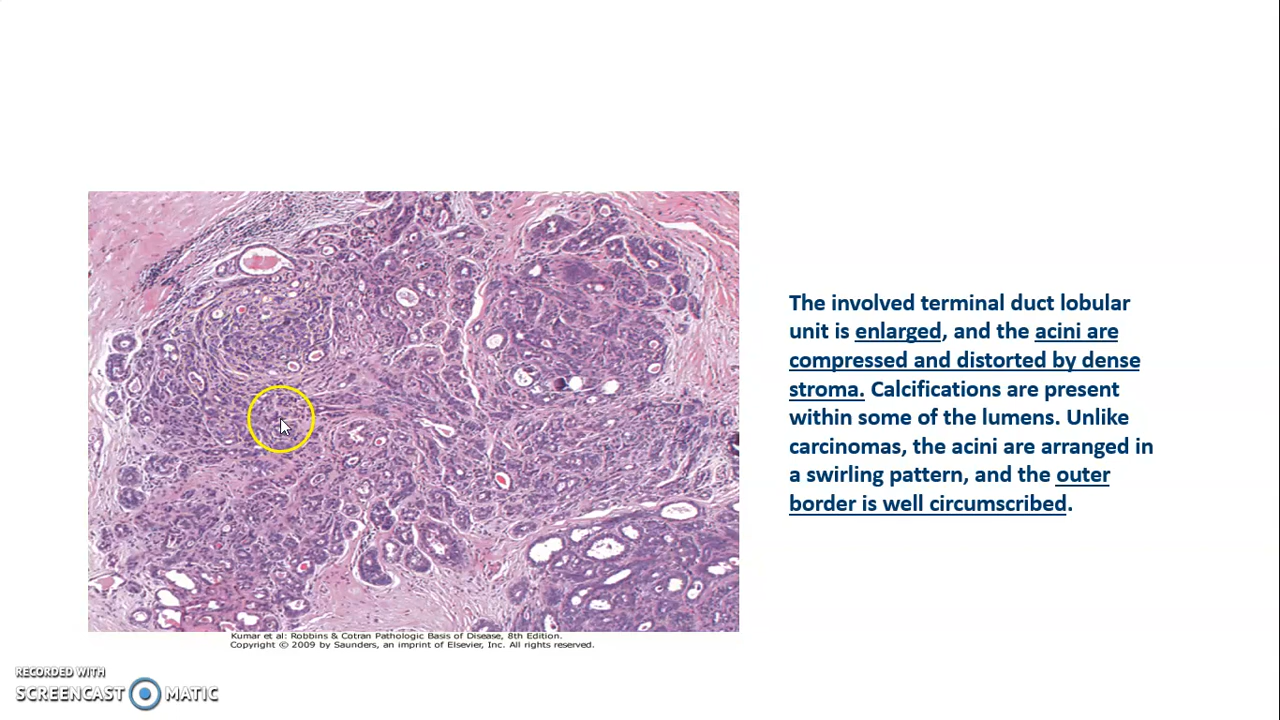 The involved terminal duct lobular
unit is enlarged, and the acini are
compressed and distorted by dense
stroma. Calcifications are present
within some of the lumens. Unlike
carcinomas, the acini are arranged in
a swirling pattern, and the outer
border is well circumscribed.
Kumar et al: Robbins & Cotran Pathologic Basis of Disease, 8th Edition.
Copyright © 2009 by Saunders, an imprint of Elsevier, Inc. All rights reserved.
RECORDED WITH
SCREENCAST MATIC